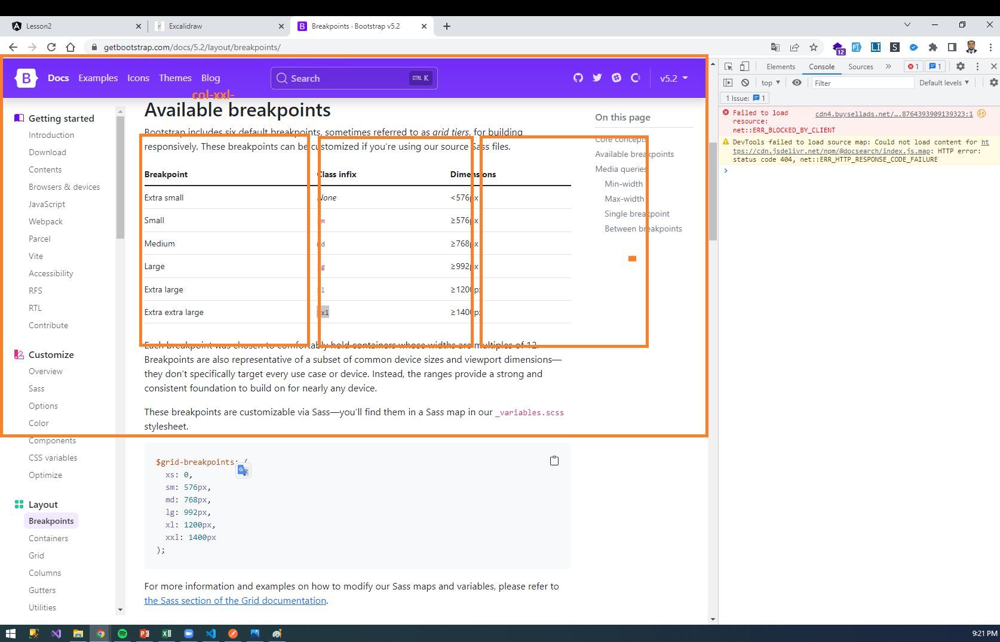 Lesson2
Excalidraw
Breakpoints · Bootstrap v5.2
getbootstrap.com/docs/5.2/layout/breakpoints/
12
B
Docs Examples Icons Themes Blog
Search CTRL K
v5.2
col-xxl-
Getting started
Introduction
Download
Contents
Browsers & devices
JavaScript
Webpack
Parcel
Vite
Accessibility
RFS
RTL
Contribute
Customize
Overview
Sass
Options
Color
Components
CSS variables
Optimize
Layout
Breakpoints
Containers
Grid
Columns
Gutters
Utilities
Available breakpoints
Bootstrap includes six default breakpoints, sometimes referred to as grid tiers, for building
responsively. These breakpoints can be customized if you're using our source Sass files.
Breakpoint Class infix Dimensions
Extra small None <576px
Small sm ≥576px
Medium md ≥768px
Large lg ≥992px
Extra large xl ≥1200px
Extra extra large xxl ≥1400px
Each breakpoint was chosen to comfortably hold containers whose widths are multiples of 12.
Breakpoints are also representative of a subset of common device sizes and viewport dimensions—
they don't specifically target every use case or device. Instead, the ranges provide a strong and
consistent foundation to build on for nearly any device.
These breakpoints are customizable via Sass—you'll find them in a Sass map in our _variables.scss
stylesheet.
$grid-breakpoints: (
xs: 0,
sm: 576px,
md: 768px,
lg: 992px,
xl: 1200px,
xxl: 1400px
);
For more information and examples on how to modify our Sass maps and variables, please refer to
the Sass section of the Grid documentation.
On this page
Core concepts
Available breakpoints
Media queries
Min-width
Max-width
Single breakpoint
Between breakpoints
Elements Console Sources » 1 1
top Filter Default levels
1 Issue: 1
Failed to load cdn4.buysellads.net/….8764393909139323:1
resource:
net::ERR_BLOCKED_BY_CLIENT
DevTools failed to load source map: Could not load content for ht
tps://cdn.jsdelivr.net/npm/@docsearch/index.js.map: HTTP error:
status code 404, net::ERR_HTTP_RESPONSE_CODE_FAILURE
9:21 PM